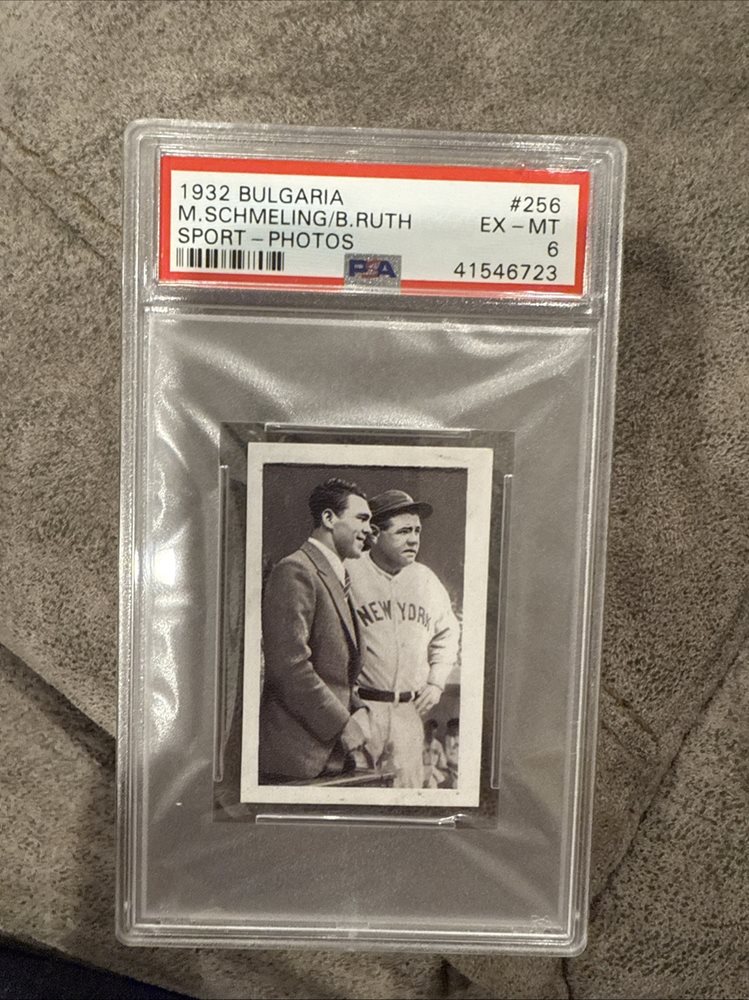 1932 BULGARIA #256
M.SCHMELING/B.RUTH EX - MT
SPORT - PHOTOS 6
PSA 41546723
NEW YORK